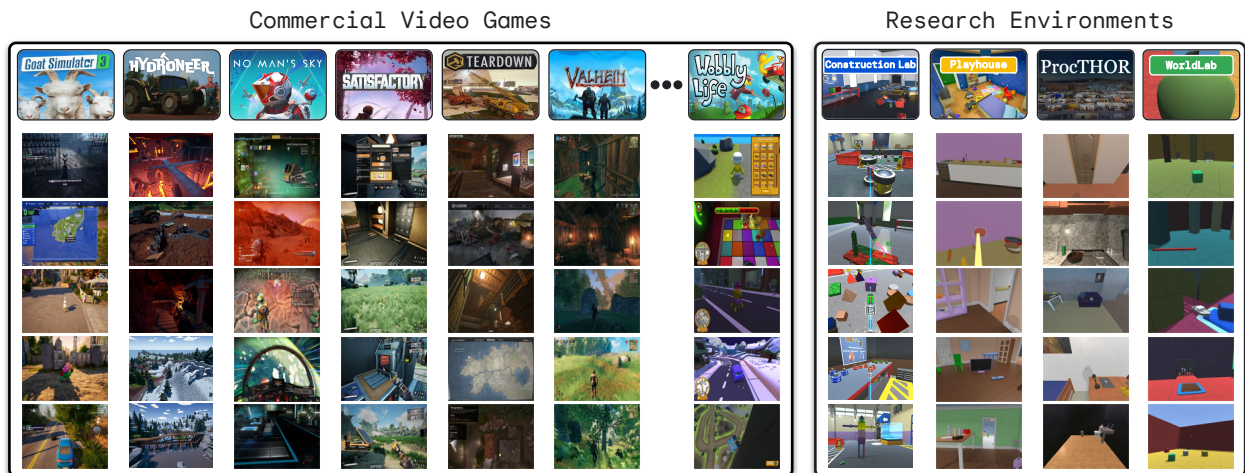 Commercial Video Games
Research Environments
Goat Simulator 3
HYDRONEER
NO MAN'S SKY
SATISFACTORY
TEARDOWN
VALHEIM
Wobbly Life
Construction Lab
Playhouse
ProcTHOR
WorldLab